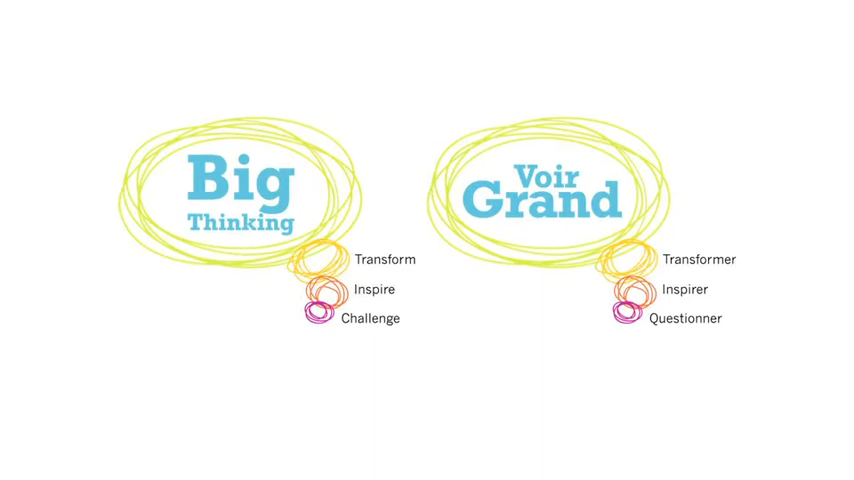 Big
Thinking
Transform
Inspire
Challenge
Voir
Grand
Transformer
Inspirer
Questionner